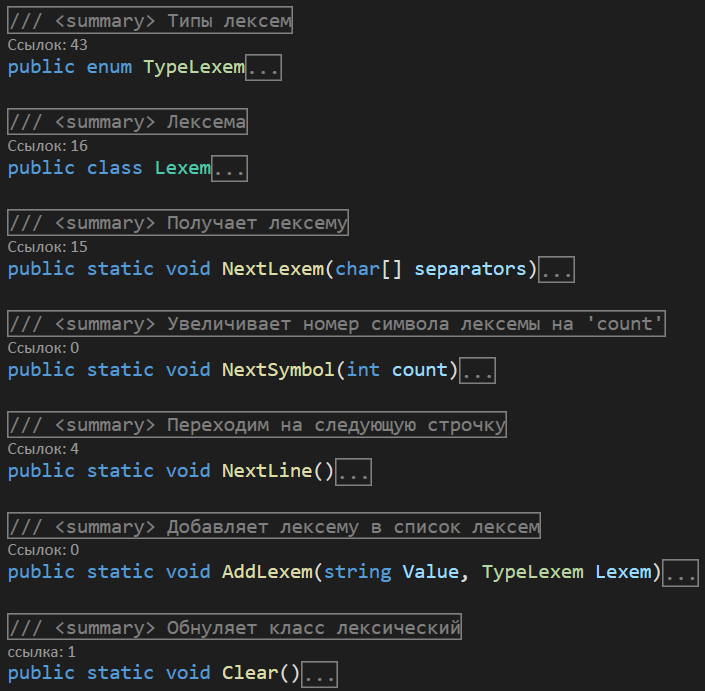 /// <summary> Типы лексем
Ссылок: 43
public enum TypeLexem...
/// <summary> Лексема
Ссылок: 16
public class Lexem...
/// <summary> Получает лексему
Ссылок: 15
public static void NextLexem(char[] separators)...
/// <summary> Увеличивает номер символа лексемы на 'count'
Ссылок: 0
public static void NextSymbol(int count)...
/// <summary> Переходим на следующую строчку
Ссылок: 4
public static void NextLine()...
/// <summary> Добавляет лексему в список лексем
Ссылок: 0
public static void AddLexem(string Value, TypeLexem Lexem)...
/// <summary> Обнуляет класс лексический
ссылка: 1
public static void Clear()...